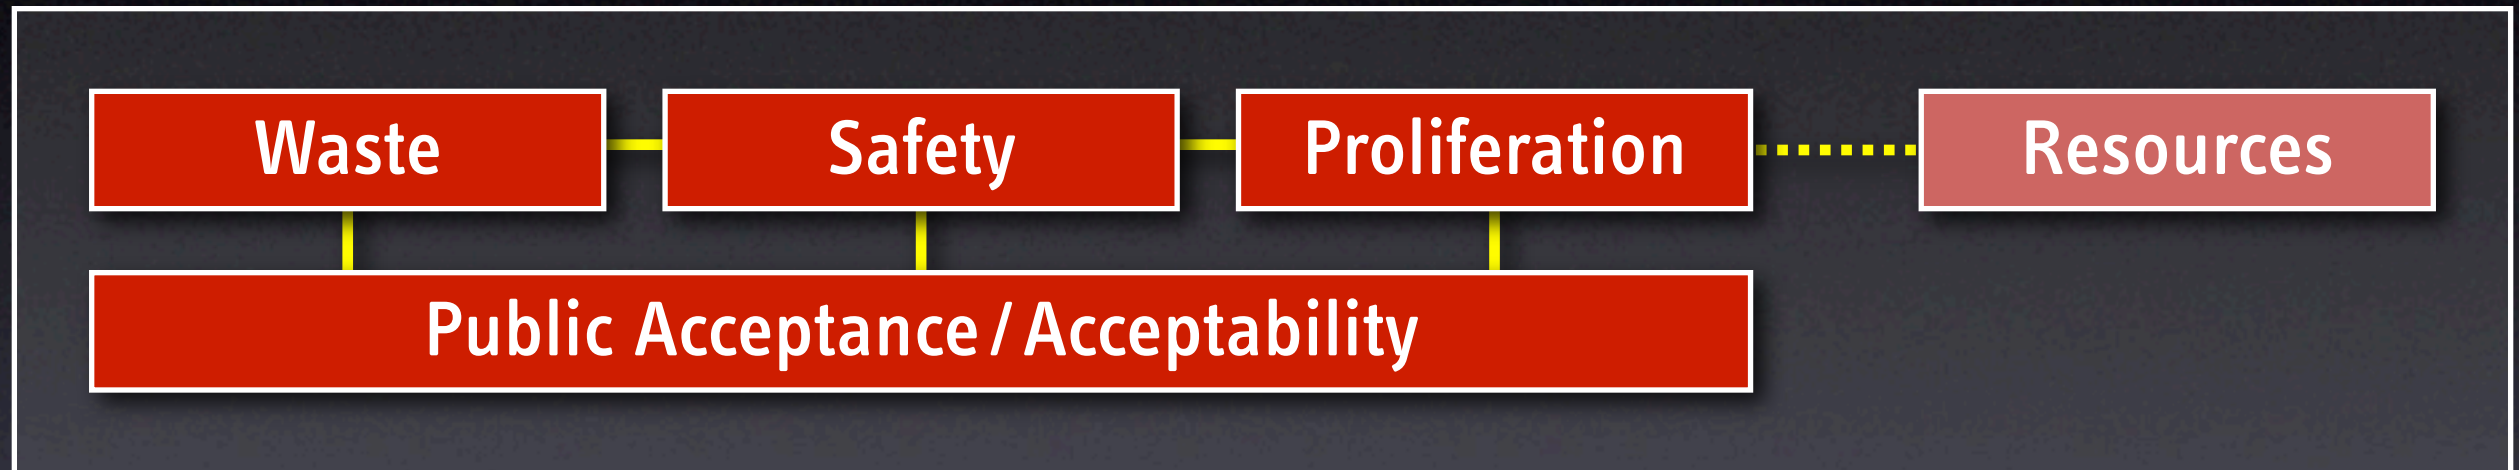 Waste Safety Proliferation Resources
Public Acceptance / Acceptability